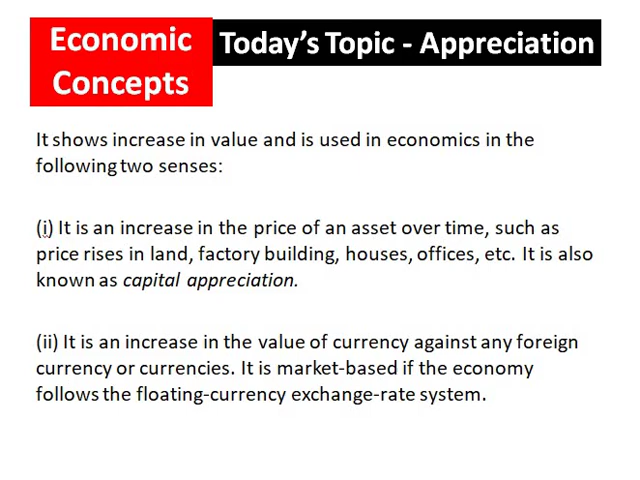 Economic
Concepts
Today's Topic - Appreciation
It shows increase in value and is used in economics in the
following two senses:
(i) It is an increase in the price of an asset over time, such as
price rises in land, factory building, houses, offices, etc. It is also
known as capital appreciation.
(ii) It is an increase in the value of currency against any foreign
currency or currencies. It is market-based if the economy
follows the floating-currency exchange-rate system.